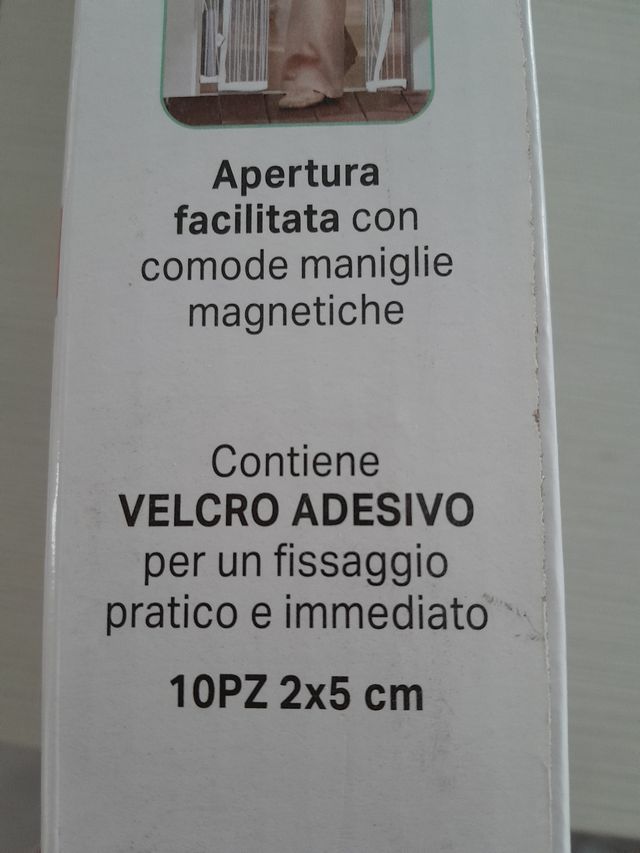 Apertura
facilitata con
comode maniglie
magnetiche
Contiene
VELCRO ADESIVO
per un fissaggio
pratico e immediato
10PZ 2x5 cm